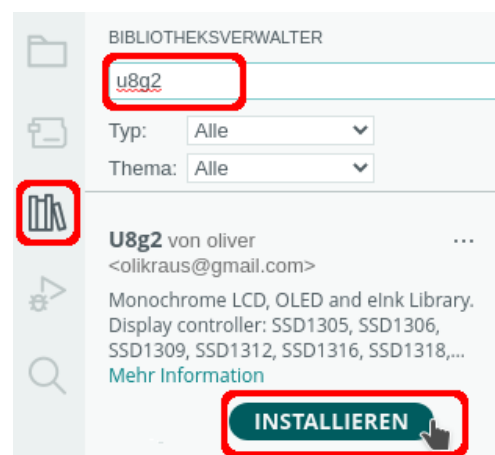 BIBLIOTHEKSVERWALTER
u8g2
Typ: Alle
Thema: Alle
U8g2 von oliver ...
<olikraus@gmail.com>
Monochrome LCD, OLED and eInk Library.
Display controller: SSD1305, SSD1306,
SSD1309, SSD1312, SSD1316, SSD1318,...
Mehr Information
INSTALLIEREN